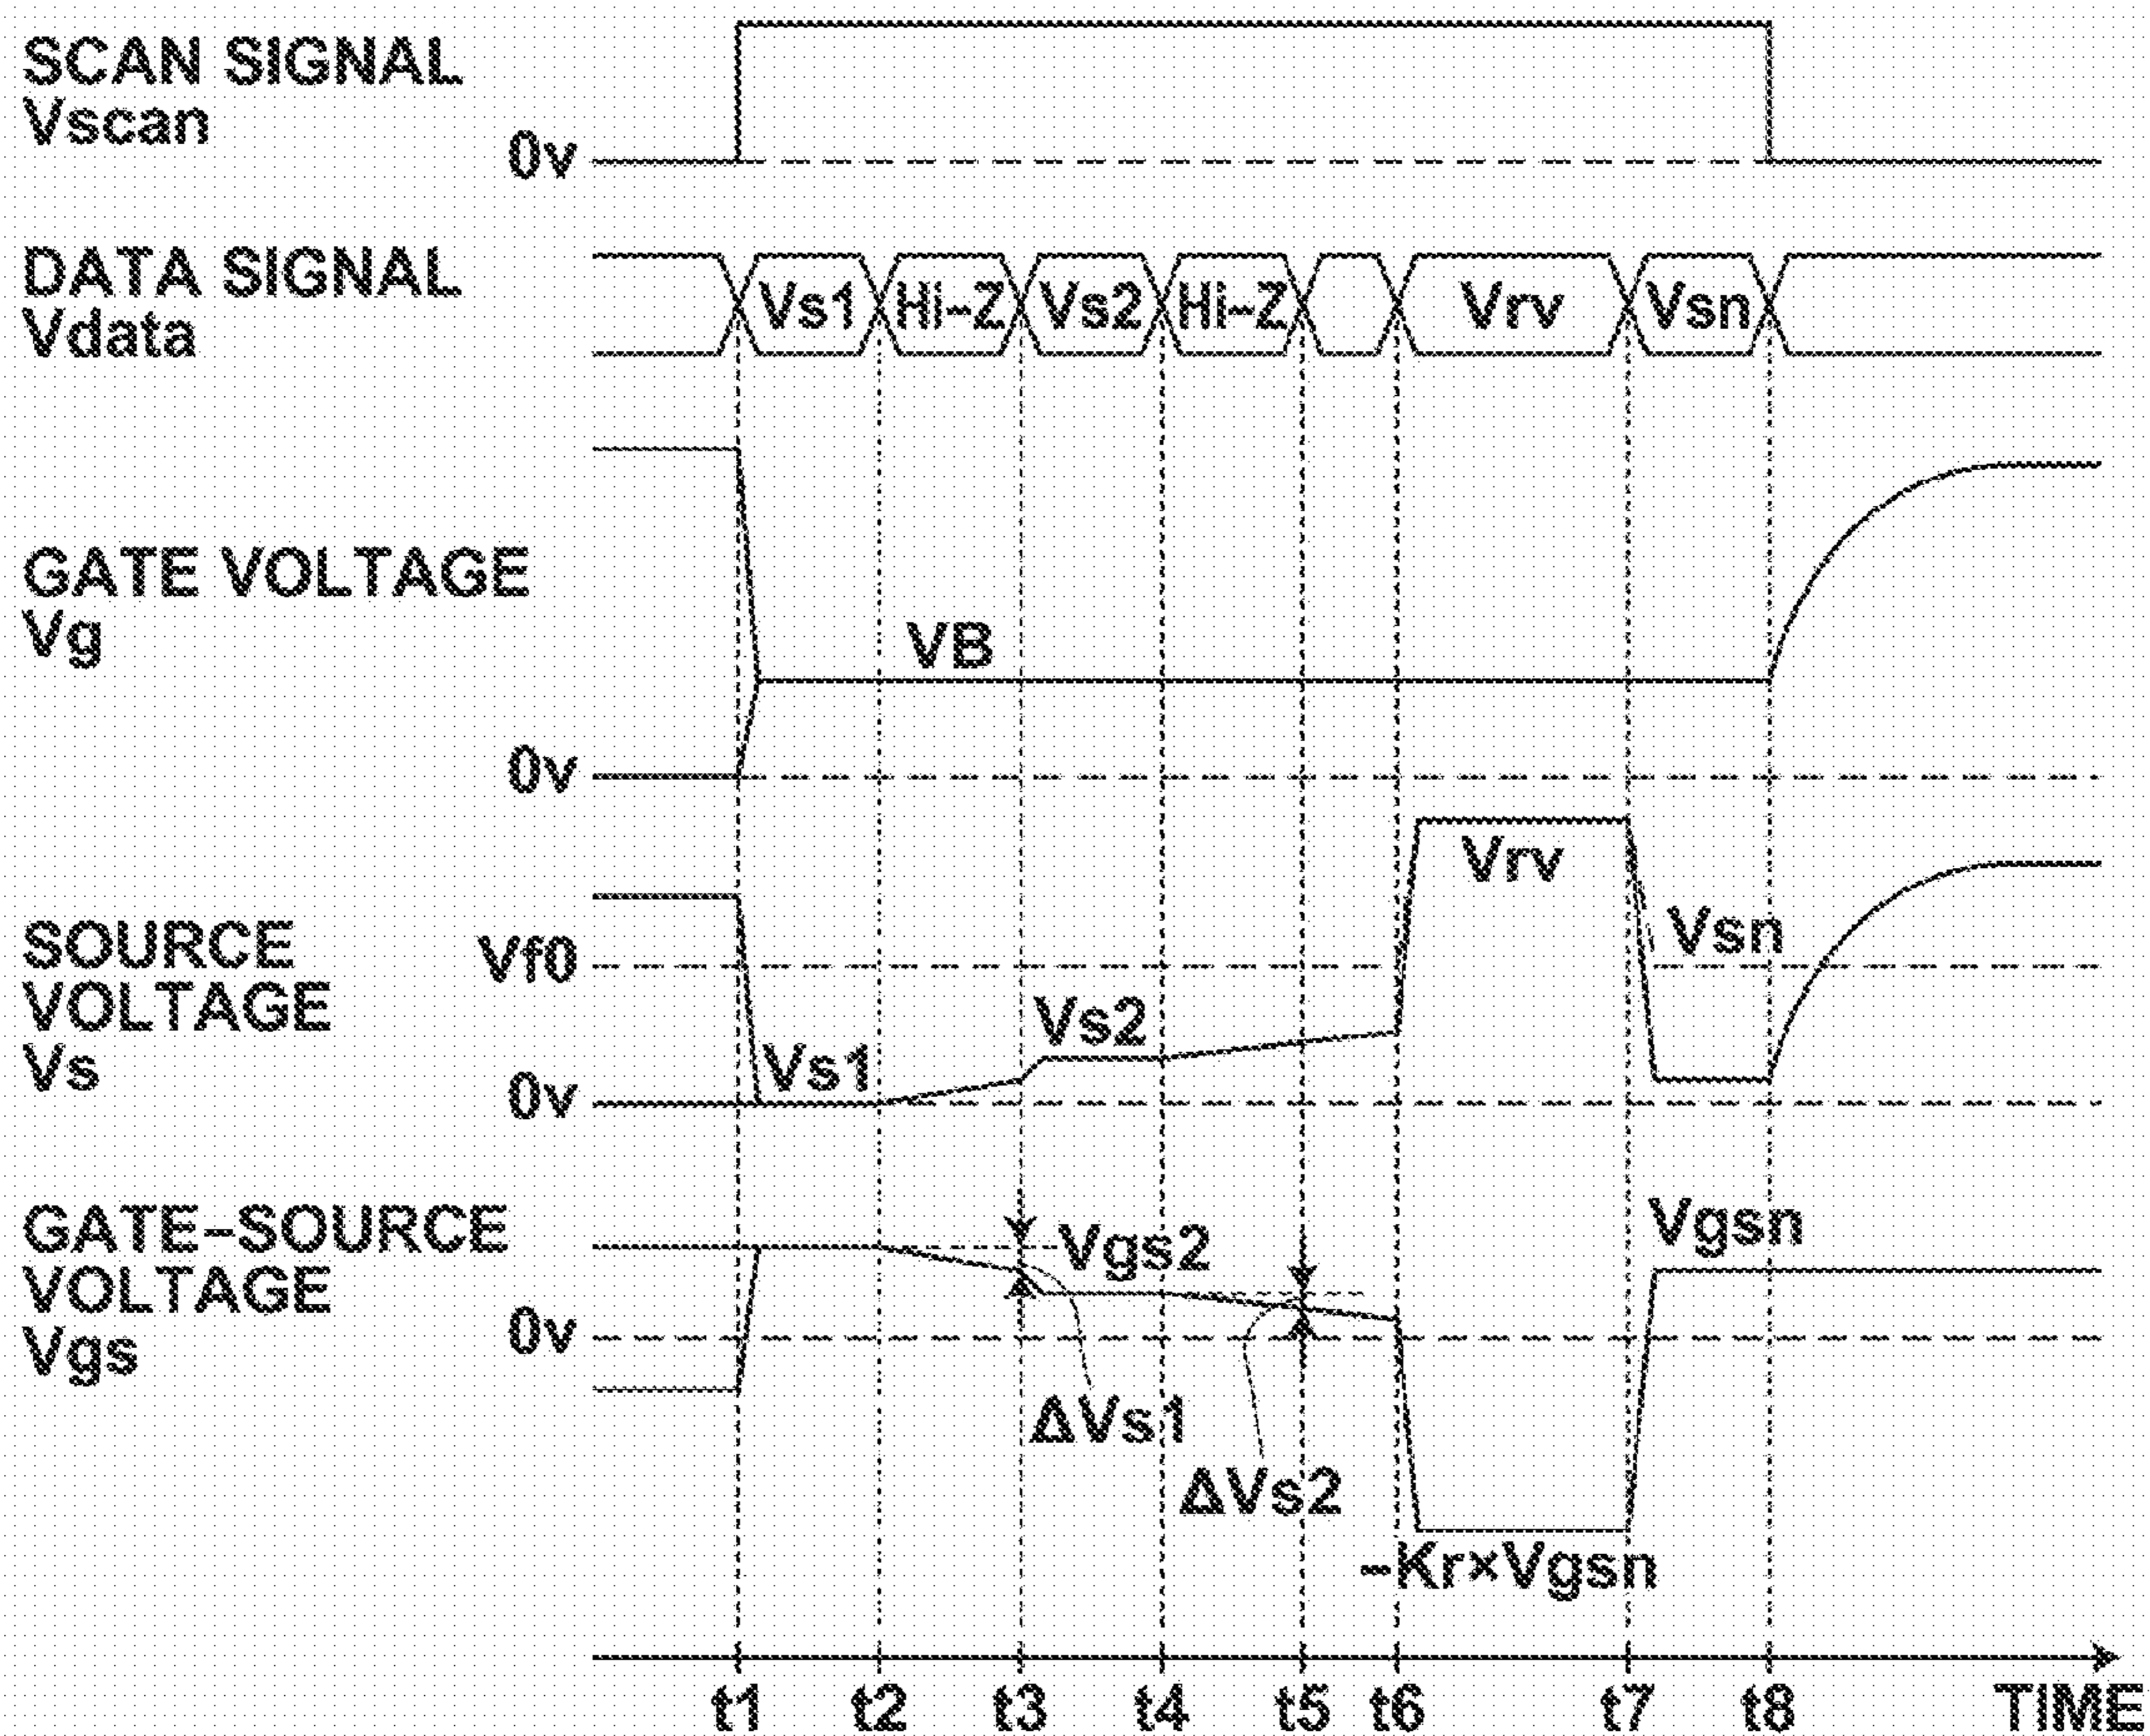 SCAN SIGNAL
Vscan
0v
DATA SIGNAL
Vdata
Vs1 Hi-Z Vs2 Hi-Z Vrv Vsn
GATE VOLTAGE
Vg
VB
0v
SOURCE
VOLTAGE
Vs
Vf0
0v
Vs1
Vs2
Vrv
Vsn
GATE-SOURCE
VOLTAGE
Vgs
0v
Vgs2
Vgsn
ΔVs1
ΔVs2
-Kr×Vgsn
t1 t2 t3 t4 t5 t6 t7 t8 TIME